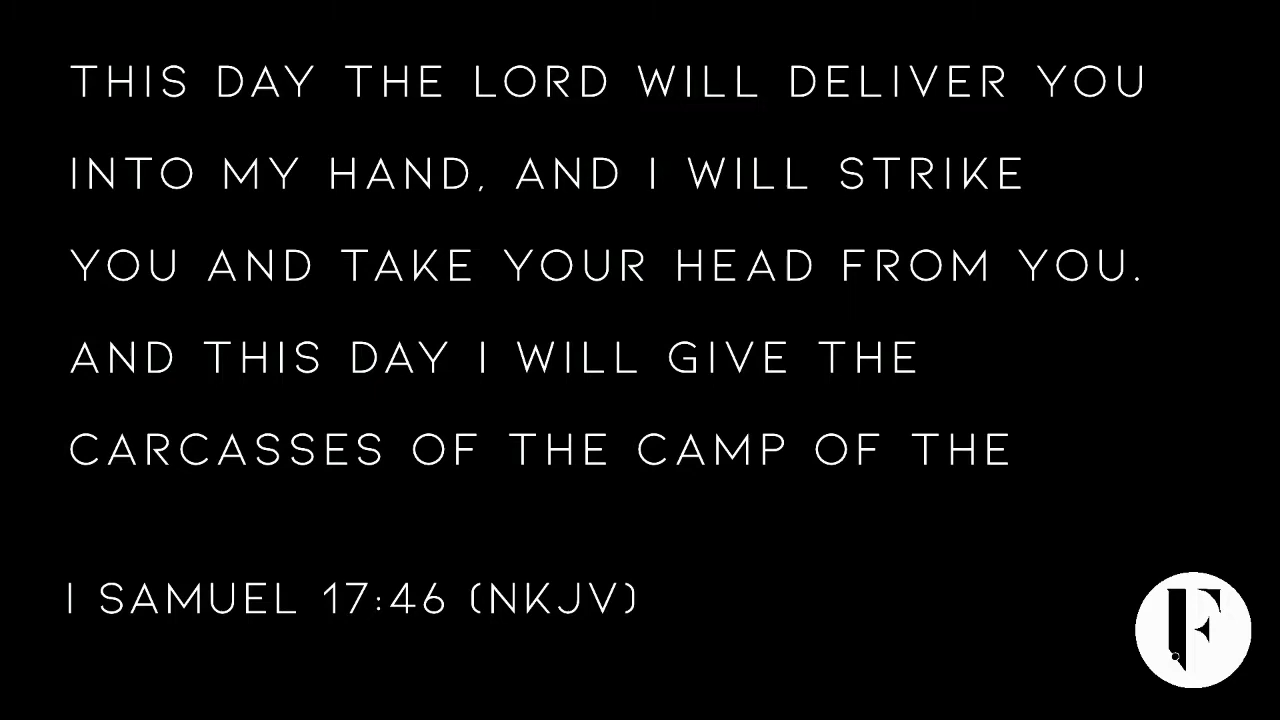 THIS DAY THE LORD WILL DELIVER YOU
INTO MY HAND, AND I WILL STRIKE
YOU AND TAKE YOUR HEAD FROM YOU.
AND THIS DAY I WILL GIVE THE
CARCASSES OF THE CAMP OF THE
I SAMUEL 17:46 (NKJV)
F